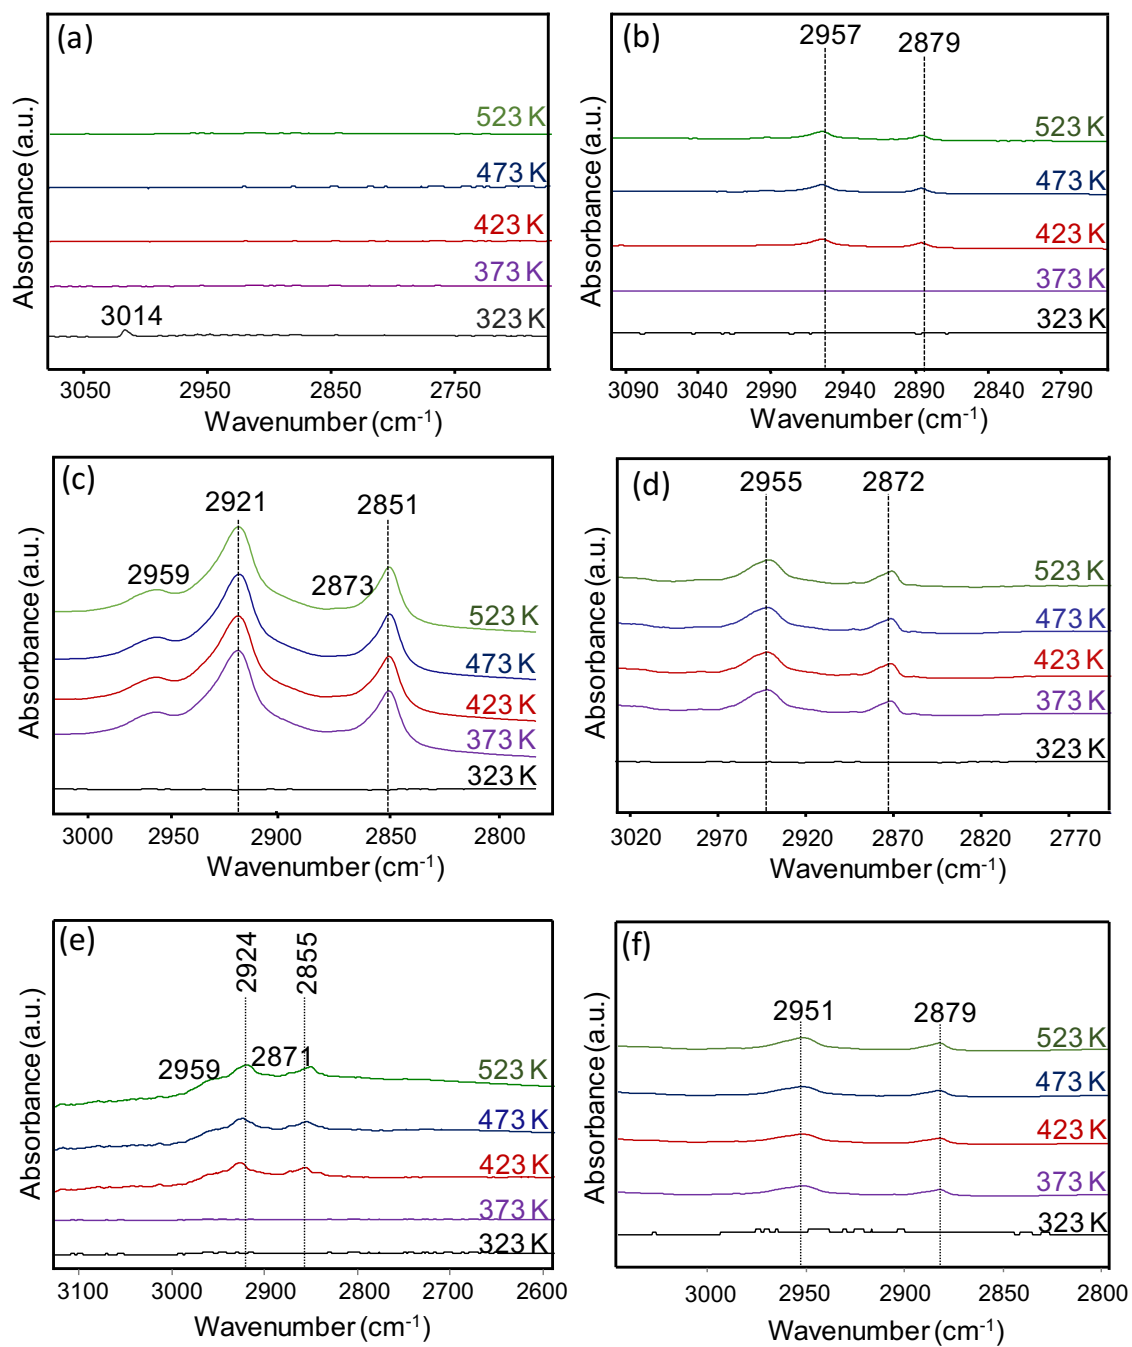 (a)
523 K
473 K
423 K
373 K
3014
323 K
Absorbance (a.u.)
3050 2950 2850 2750
Wavenumber (cm-1)
(b)
2957 2879
523 K
473 K
423 K
373 K
323 K
Absorbance (a.u.)
3090 3040 2990 2940 2890 2840 2790
Wavenumber (cm-1)
(c)
2921 2851
2959 2873
523 K
473 K
423 K
373 K
323 K
Absorbance (a.u.)
3000 2950 2900 2850 2800
Wavenumber (cm-1)
(d)
2955 2872
523 K
473 K
423 K
373 K
323 K
Absorbance (a.u.)
3020 2970 2920 2870 2820 2770
Wavenumber (cm-1)
(e)
2924 2855
2959 2871
523 K
473 K
423 K
373 K
323 K
Absorbance (a.u.)
3100 3000 2900 2800 2700 2600
Wavenumber (cm-1)
(f)
2951 2879
523 K
473 K
423 K
373 K
323 K
Absorbance (a.u.)
3000 2950 2900 2850 2800
Wavenumber (cm-1)